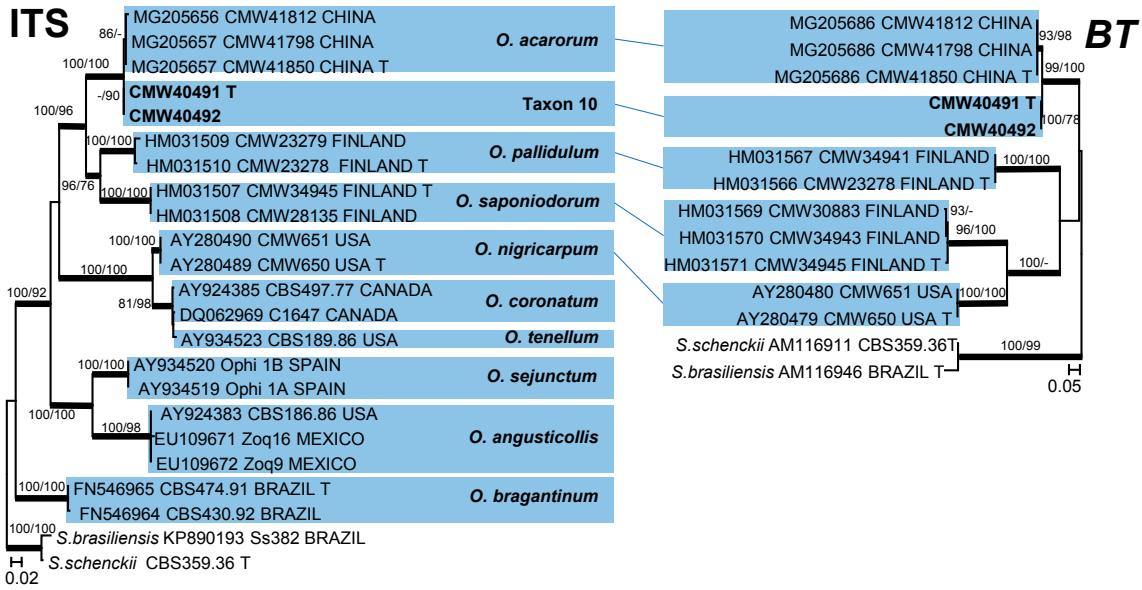 ITS
86/-
MG205656 CMW41812 CHINA
MG205657 CMW41798 CHINA
O. acarorum
100/100
MG205657 CMW41850 CHINA T
-/90
CMW40491 T
Taxon 10
CMW40492
100/96
100/100
HM031509 CMW23279 FINLAND
O. pallidulum
HM031510 CMW23278 FINLAND T
96/76
100/100
HM031507 CMW34945 FINLAND T
O. saponiodorum
HM031508 CMW28135 FINLAND
100/100
AY280490 CMW651 USA
O. nigricarpum
AY280489 CMW650 USA T
100/100
AY924385 CBS497.77 CANADA
O. coronatum
81/98
DQ062969 C1647 CANADA
AY934523 CBS189.86 USA
O. tenellum
100/92
100/100
AY934520 Ophi 1B SPAIN
O. sejunctum
AY934519 Ophi 1A SPAIN
100/100
100/98
AY924383 CBS186.86 USA
EU109671 Zoq16 MEXICO
O. angusticollis
EU109672 Zoq9 MEXICO
100/100
FN546965 CBS474.91 BRAZIL T
O. bragantinum
FN546964 CBS430.92 BRAZIL
100/100
S.brasiliensis KP890193 Ss382 BRAZIL
S.schenckii CBS359.36 T
0.02
BT
MG205686 CMW41812 CHINA
93/98
MG205686 CMW41798 CHINA
99/100
MG205686 CMW41850 CHINA T
CMW40491 T
100/78
CMW40492
HM031567 CMW34941 FINLAND
100/100
HM031566 CMW23278 FINLAND T
HM031569 CMW30883 FINLAND
93/-
96/100
HM031570 CMW34943 FINLAND
HM031571 CMW34945 FINLAND T
100/-
AY280480 CMW651 USA
100/100
AY280479 CMW650 USA T
S.schenckii AM116911 CBS359.36T
100/99
S.brasiliensis AM116946 BRAZIL T
0.05